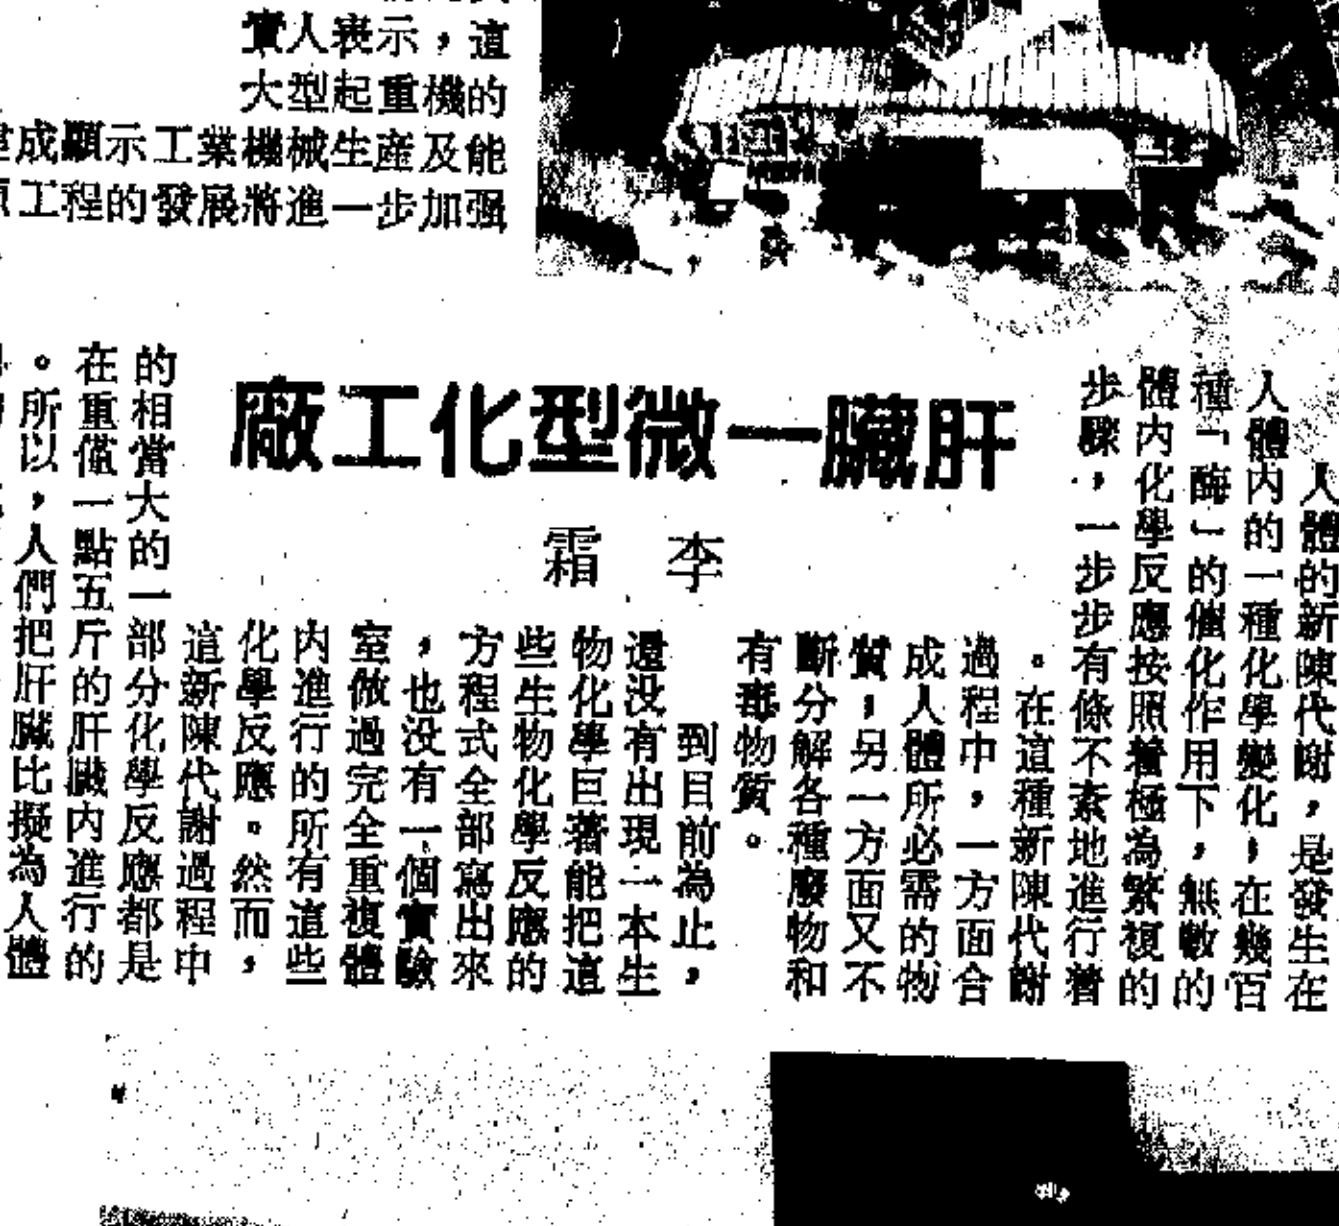 實人表示，這
大型起重機的
成顯示工業機械生產及能
工程的發展將進一步加强
肝臟一微型化工廠
李霜
人體的新陳代謝，是發生在
人體内的一種化學變化，在幾百
種「酶」的催化作用下，無數的
體内化學反應按照着極為繁複的
步驟，一步步有條不紊地進行着
。在這種新陳代謝
過程中，一方面合
成人體所必需的物
質；另一方面又不
斷分解各種廢物和
有毒物質。
到目前為止，
還没有出現一本生
物化學巨著能把這
些生物化學反應的
方程式全部寫出來
，也没有一個實驗
室做過完全重複體
内進行的所有這些
化學反應。然而，
這新陳代謝過程中
的相當大的一部分化學反應都是
在重僅一點五斤的肝臟内進行的
。所以，人們把肝臟比擬為人體